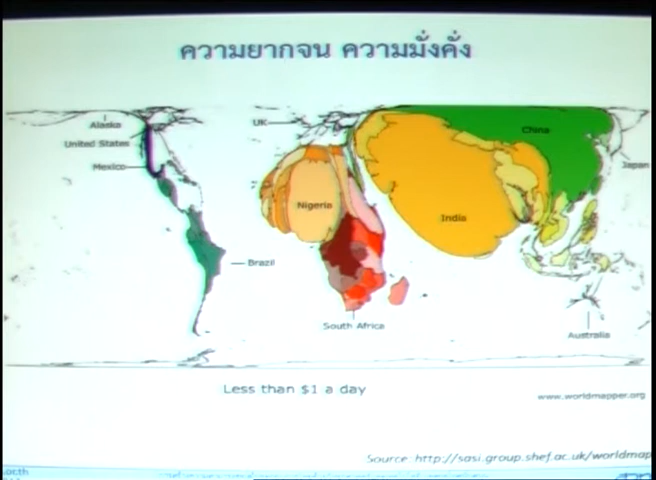 ความยากจน ความมั่งคั่ง
Alaska
UK
China
United States
Japan
Mexico
Nigeria
India
Brazil
South Africa
Australia
Less than $1 a day
www.worldmapper.org
Source: http://sasi.group.shef.ac.uk/worldmap